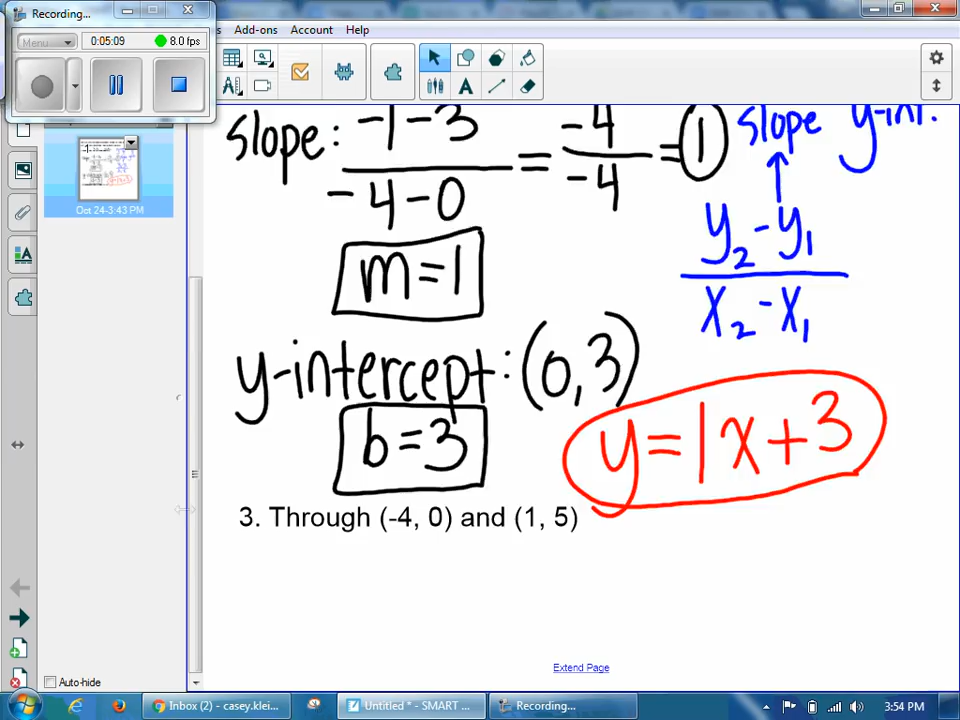 Recording...
Menu
0:05:09
8.0 fps
Add-ons Account Help
Oct 24-3:43 PM
slope: -1-3 = -4 = 1
-4-0 -4
slope y-int.
y2-y1
x2-x1
m=1
y-intercept: (0,3)
b=3
y=1x+3
3. Through (-4, 0) and (1, 5)
Extend Page
Auto-hide
Inbox (2) - casey.klei...
Untitled * - SMART ...
Recording...
3:54 PM